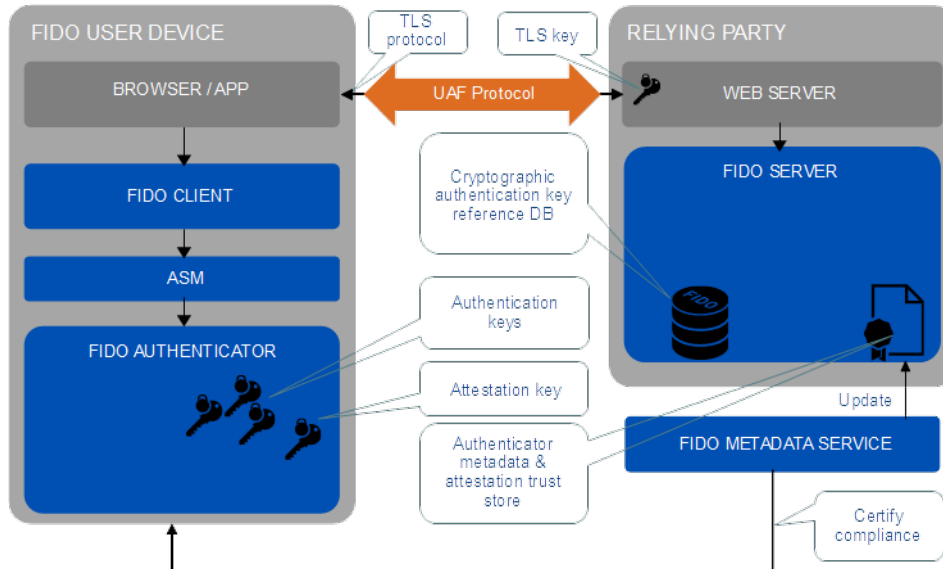 FIDO USER DEVICE
TLS
protocol
TLS key
RELYING PARTY
BROWSER / APP
UAF Protocol
WEB SERVER
FIDO CLIENT
Cryptographic
authentication key
reference DB
FIDO SERVER
ASM
FIDO
Authentication
keys
FIDO AUTHENTICATOR
Attestation key
Update
Authenticator
metadata &
attestation trust
store
FIDO METADATA SERVICE
Certify
compliance